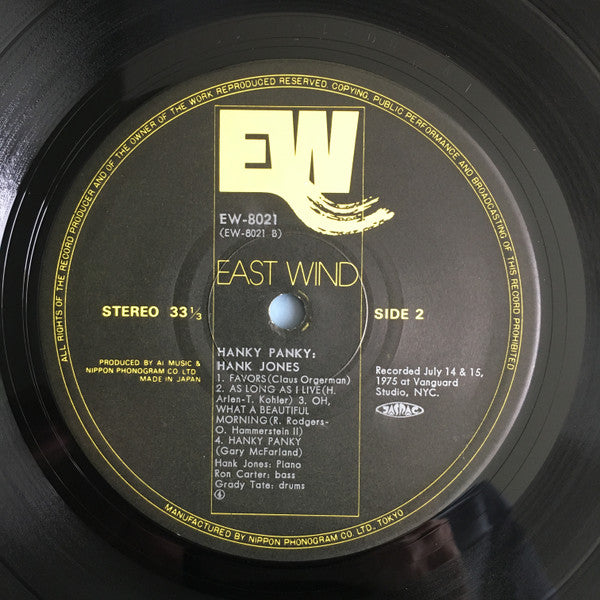 ALL RIGHTS OF THE RECORD PRODUCER AND OF THE OWNER OF THE WORK REPRODUCED RESERVED. COPYING, PUBLIC PERFORMANCE AND BROADCASTING OF THIS RECORD PROHIBITED
EW
EW-8021
(EW-8021 B)
EAST WIND
STEREO 33 1/3
SIDE 2
PRODUCED BY Ai MUSIC &
NIPPON PHONOGRAM CO LTD.
MADE IN JAPAN
HANKY PANKY:
HANK JONES
1. FAVORS (Claus Orgerman)
2. AS LONG AS I LIVE(H.
Arlen-T. Kohler) 3, OH,
WHAT A BEAUTIFUL
MORNING(R. Rodgers-
O. Hammerstein II)
4. HANKY PANKY
(Gary McFarland)
Hank Jones: Piano
Ron Carter: bass
Grady Tate: drums
4
Recorded July 14 & 15,
1975 at Vanguard
Studio, NYC.
JASRAC
MANUFACTURED BY NIPPON PHONOGRAM CO., LTD., TOKYO